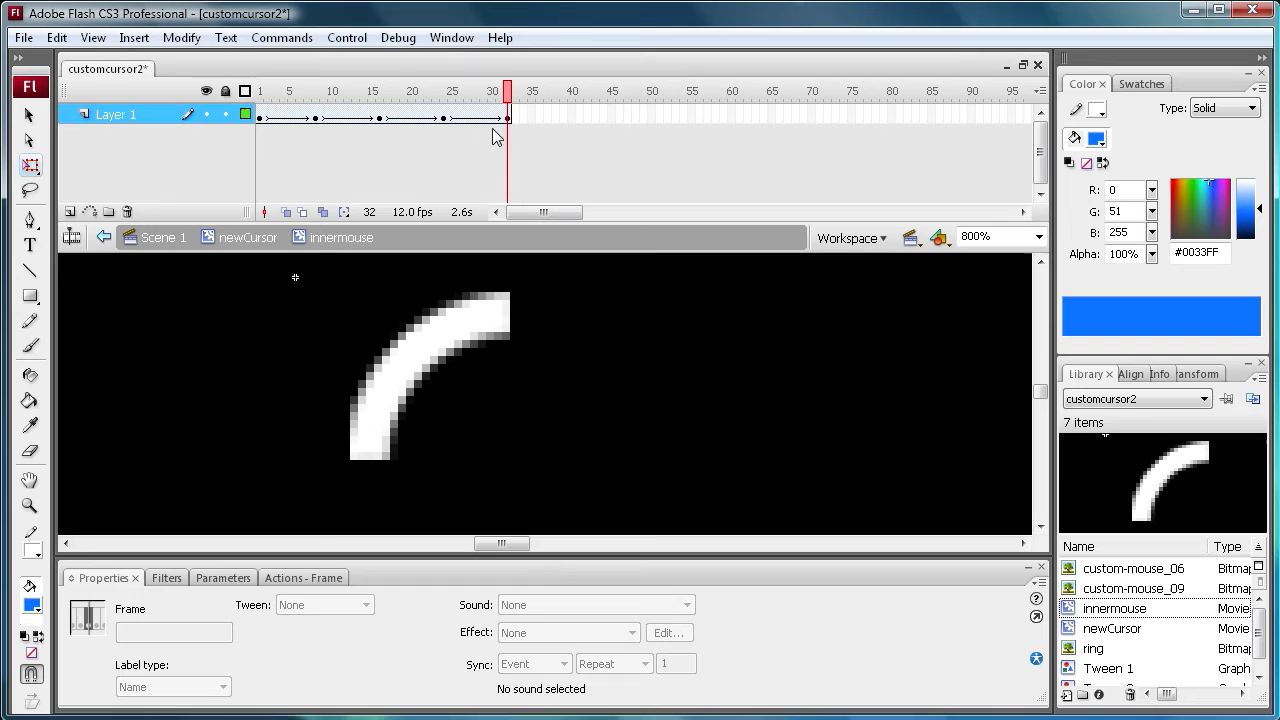 Fl Adobe Flash CS3 Professional - [customcursor2*]
File Edit View Insert Modify Text Commands Control Debug Window Help
customcursor2*
Fl
1 5 10 15 20 25 30 35 40 45 50 55 60 65 70 75 80 85 90 95
Layer 1
32 12.0 fps 2.6s
Scene 1 newCursor innermouse Workspace 800%
Properties × Filters Parameters Actions - Frame
Frame Tween: None Sound: None
Effect: None Edit...
Label type: Sync: Event Repeat 1
Name No sound selected
Color × Swatches
Type: Solid
R: 0
G: 51
B: 255
Alpha: 100% #0033FF
Library × Align Info ransform
customcursor2
7 items
Name Type
custom-mouse_06 Bitmap
custom-mouse_09 Bitmap
innermouse Movie
newCursor Movie
ring Movie
Tween 1 Graph